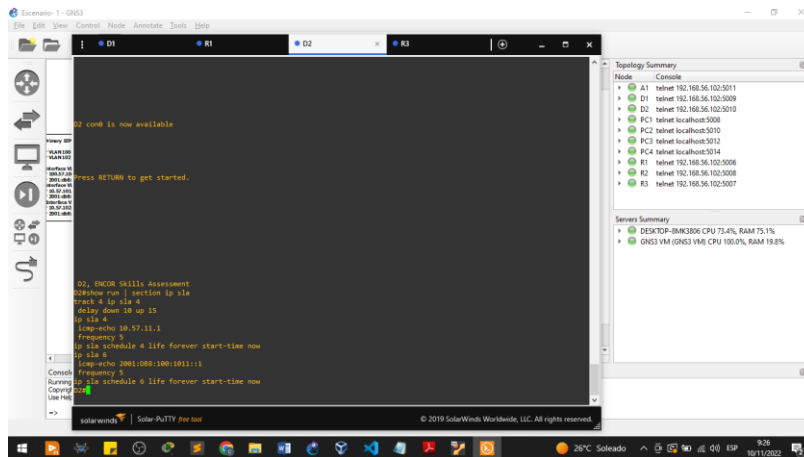 Escenario- 1 - GNS3
File Edit View Control Node Annotate Tools Help
D1 R1 D2 × R3
D2 con0 is now available
Press RETURN to get started.
D2, ENCOR Skills Assessment
D2#show run | section ip sla
track 4 ip sla 4
delay down 10 up 15
ip sla 4
icmp-echo 10.57.11.1
frequency 5
ip sla schedule 4 life forever start-time now
ip sla 6
icmp-echo 2001:DB8:100:1011::1
frequency 5
ip sla schedule 6 life forever start-time now
D2#
solarwinds Solar-PuTTY free tool © 2019 SolarWinds Worldwide, LLC. All rights reserved.
VLAN100
VLAN102
Consol
Running
Copyrig
Use Help
=>
Topology Summary
Node Console
A1 telnet 192.168.56.102:5011
D1 telnet 192.168.56.102:5009
D2 telnet 192.168.56.102:5010
PC1 telnet localhost:5008
PC2 telnet localhost:5010
PC3 telnet localhost:5012
PC4 telnet localhost:5014
R1 telnet 192.168.56.102:5006
R2 telnet 192.168.56.102:5008
R3 telnet 192.168.56.102:5007
Servers Summary
DESKTOP-8MK3806 CPU 73.4%, RAM 75.1%
GNS3 VM (GNS3 VM) CPU 100.0%, RAM 19.8%
26°C Soleado ESP 9:26
10/11/2022